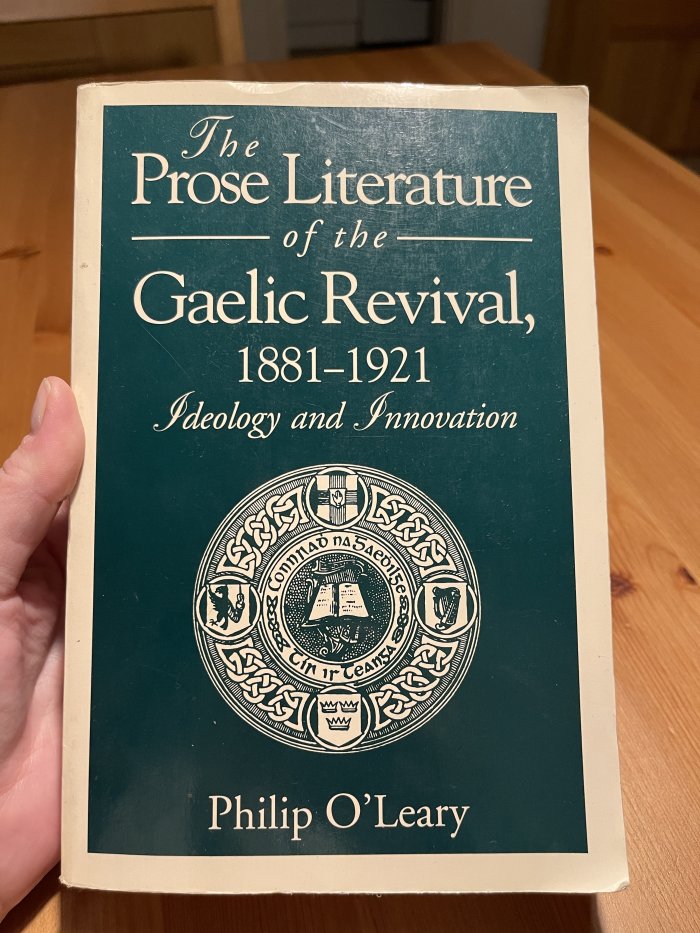 The
Prose Literature
of the
Gaelic Revival,
1881–1921
Ideology and Innovation
Connraḋ na Gaeḋilge
Tír ir Teanga
Philip O'Leary